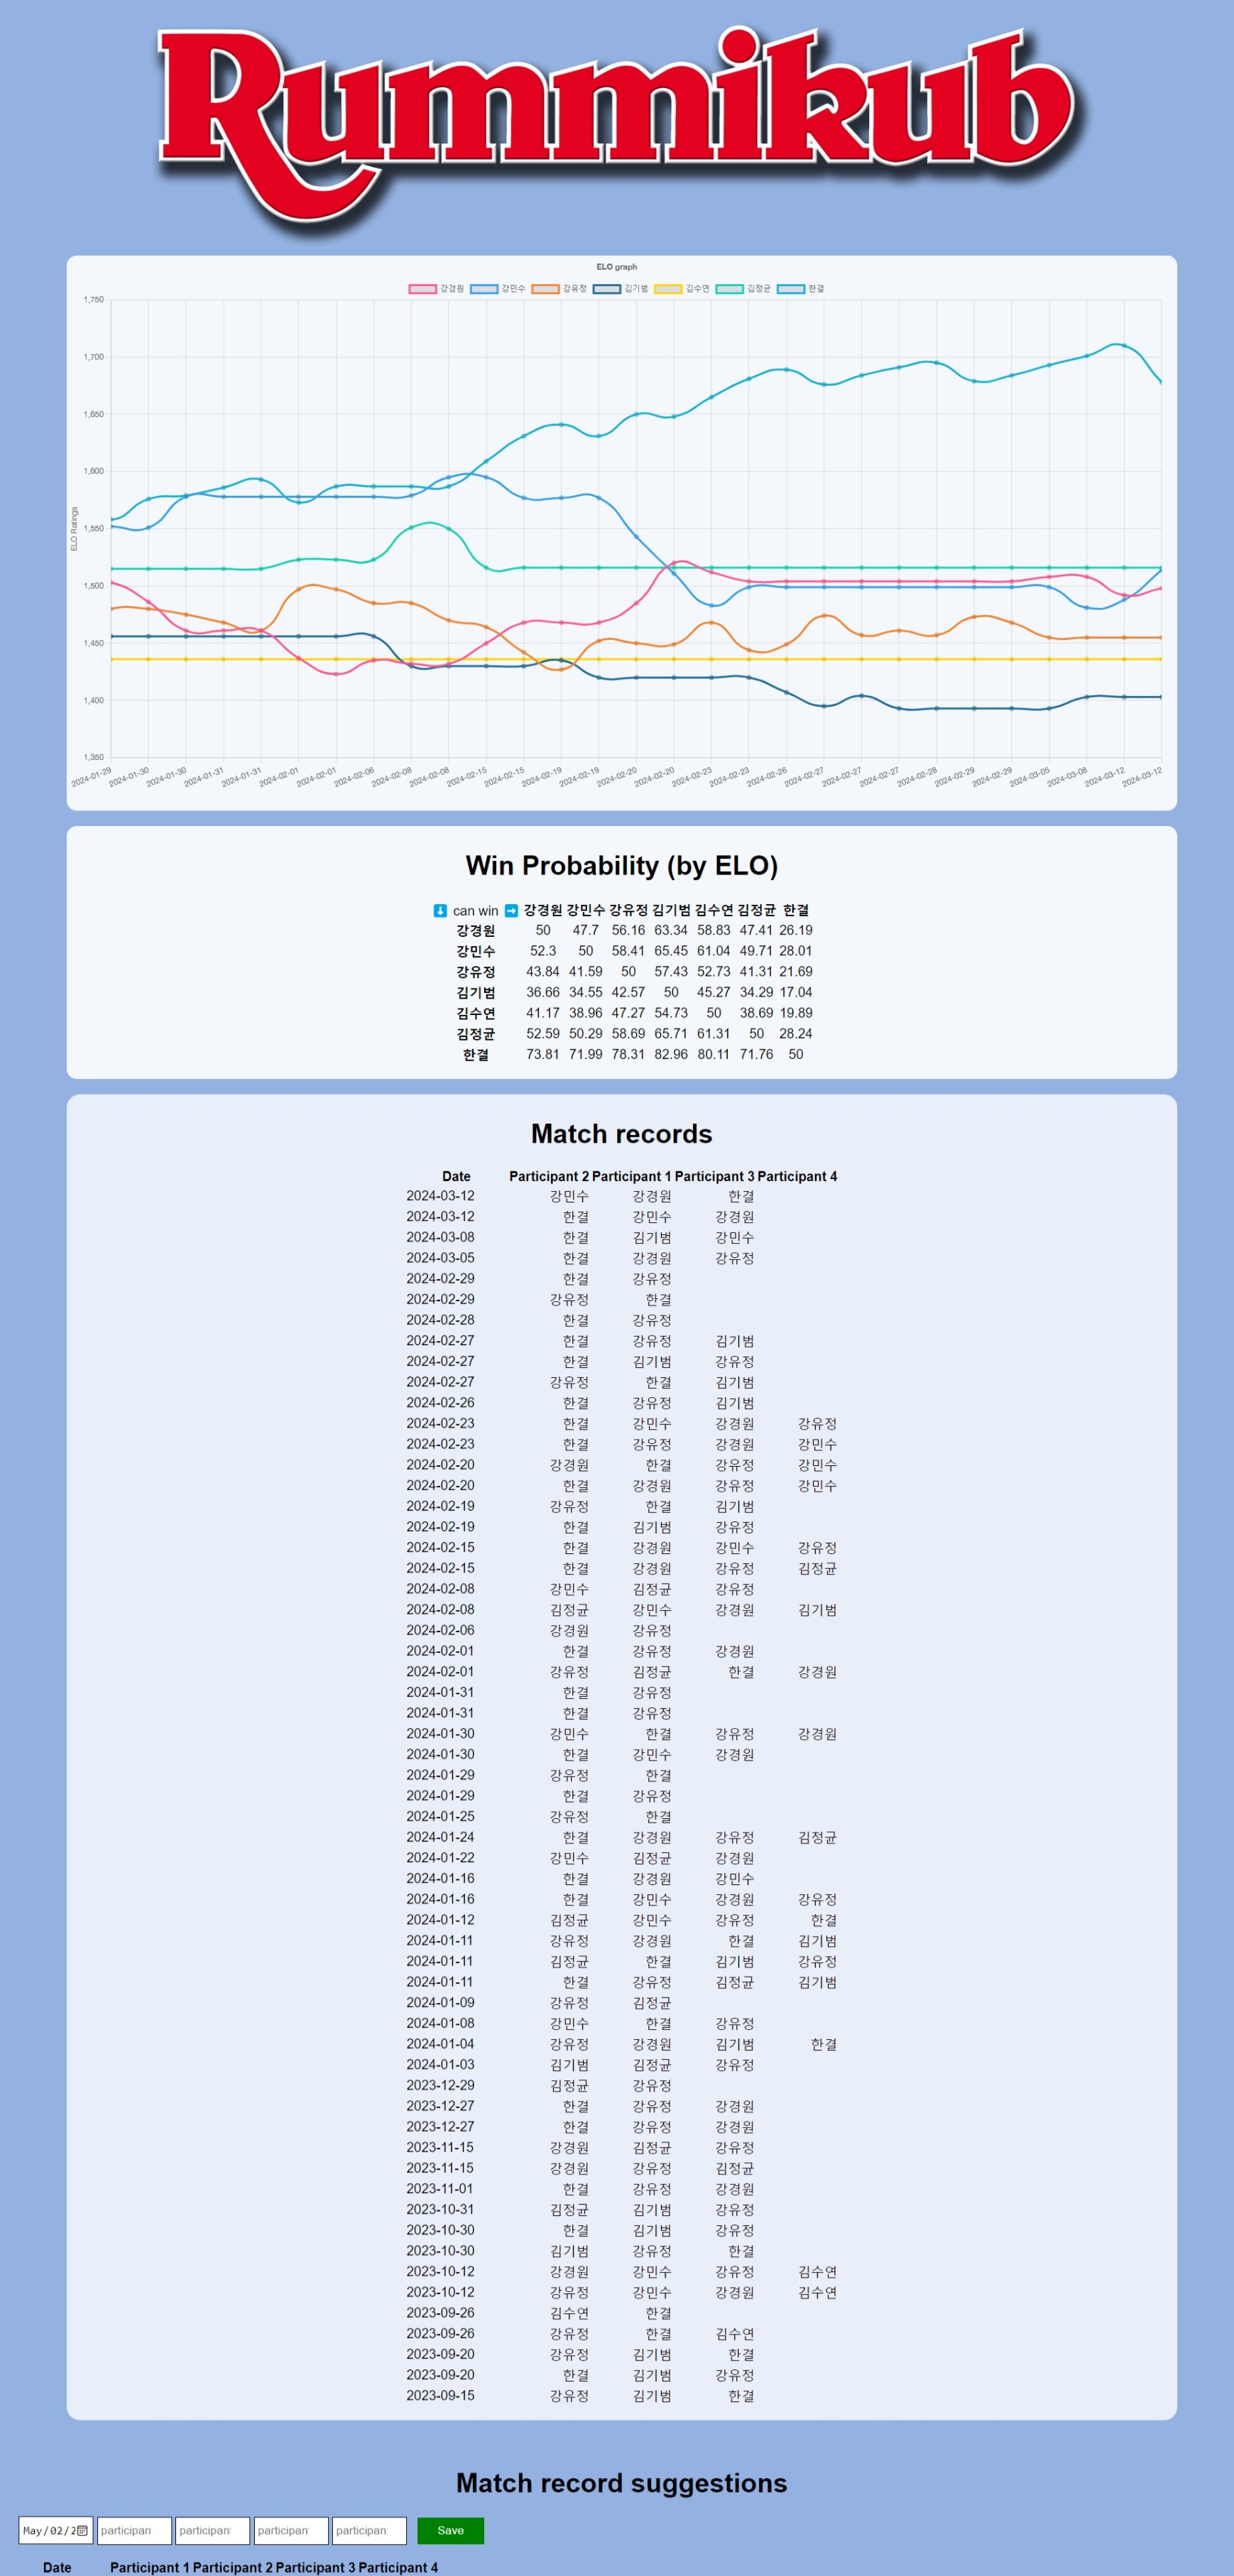 Rummikub
ELO graph
강경원 강민수 강유정 김기범 김수연 김정균 한결
1,750
1,700
1,650
1,600
1,550
1,500
1,450
1,400
1,350
ELO Ratings
2024-01-29 2024-01-30 2024-01-30 2024-01-31 2024-01-31 2024-02-01 2024-02-01 2024-02-06 2024-02-08 2024-02-08 2024-02-15 2024-02-15 2024-02-19 2024-02-19 2024-02-20 2024-02-20 2024-02-23 2024-02-23 2024-02-26 2024-02-27 2024-02-27 2024-02-27 2024-02-28 2024-02-29 2024-02-29 2024-03-05 2024-03-08 2024-03-12 2024-03-12
Win Probability (by ELO)
⬇️ can win ➡️ 강경원 강민수 강유정 김기범 김수연 김정균 한결
강경원 50 47.7 56.16 63.34 58.83 47.41 26.19
강민수 52.3 50 58.41 65.45 61.04 49.71 28.01
강유정 43.84 41.59 50 57.43 52.73 41.31 21.69
김기범 36.66 34.55 42.57 50 45.27 34.29 17.04
김수연 41.17 38.96 47.27 54.73 50 38.69 19.89
김정균 52.59 50.29 58.69 65.71 61.31 50 28.24
한결 73.81 71.99 78.31 82.96 80.11 71.76 50
Match records
Date Participant 2 Participant 1 Participant 3 Participant 4
2024-03-12 강민수 강경원 한결
2024-03-12 한결 강민수 강경원
2024-03-08 한결 김기범 강민수
2024-03-05 한결 강경원 강유정
2024-02-29 한결 강유정
2024-02-29 강유정 한결
2024-02-28 한결 강유정
2024-02-27 한결 강유정 김기범
2024-02-27 한결 김기범 강유정
2024-02-27 강유정 한결 김기범
2024-02-26 한결 강유정 김기범
2024-02-23 한결 강민수 강경원 강유정
2024-02-23 한결 강유정 강경원 강민수
2024-02-20 강경원 한결 강유정 강민수
2024-02-20 한결 강경원 강유정 강민수
2024-02-19 강유정 한결 김기범
2024-02-19 한결 김기범 강유정
2024-02-15 한결 강경원 강민수 강유정
2024-02-15 한결 강경원 강유정 김정균
2024-02-08 강민수 김정균 강유정
2024-02-08 김정균 강민수 강경원 김기범
2024-02-06 강경원 강유정
2024-02-01 한결 강유정 강경원
2024-02-01 강유정 김정균 한결 강경원
2024-01-31 한결 강유정
2024-01-31 한결 강유정
2024-01-30 강민수 한결 강유정 강경원
2024-01-30 한결 강민수 강경원
2024-01-29 강유정 한결
2024-01-29 한결 강유정
2024-01-25 강유정 한결
2024-01-24 한결 강경원 강유정 김정균
2024-01-22 강민수 김정균 강경원
2024-01-16 한결 강경원 강민수
2024-01-16 한결 강민수 강경원 강유정
2024-01-12 김정균 강민수 강유정 한결
2024-01-11 강유정 강경원 한결 김기범
2024-01-11 김정균 한결 김기범 강유정
2024-01-11 한결 강유정 김정균 김기범
2024-01-09 강유정 김정균
2024-01-08 강민수 한결 강유정
2024-01-04 강유정 강경원 김기범 한결
2024-01-03 김기범 김정균 강유정
2023-12-29 김정균 강유정
2023-12-27 한결 강유정 강경원
2023-12-27 한결 강유정 강경원
2023-11-15 강경원 김정균 강유정
2023-11-15 강경원 강유정 김정균
2023-11-01 한결 강유정 강경원
2023-10-31 김정균 김기범 강유정
2023-10-30 한결 김기범 강유정
2023-10-30 김기범 강유정 한결
2023-10-12 강경원 강민수 강유정 김수연
2023-10-12 강유정 강민수 강경원 김수연
2023-09-26 김수연 한결
2023-09-26 강유정 한결 김수연
2023-09-20 강유정 김기범 한결
2023-09-20 한결 김기범 강유정
2023-09-15 강유정 김기범 한결
Match record suggestions
May/02/2 participan participan participan participan Save
Date Participant 1 Participant 2 Participant 3 Participant 4